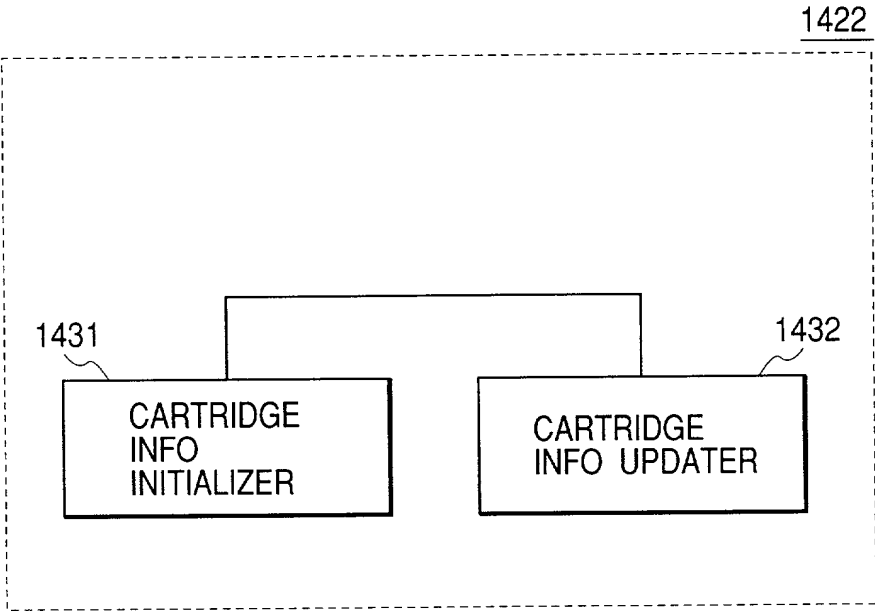 1422
1431
1432
CARTRIDGE
INFO
INITIALIZER
CARTRIDGE
INFO UPDATER